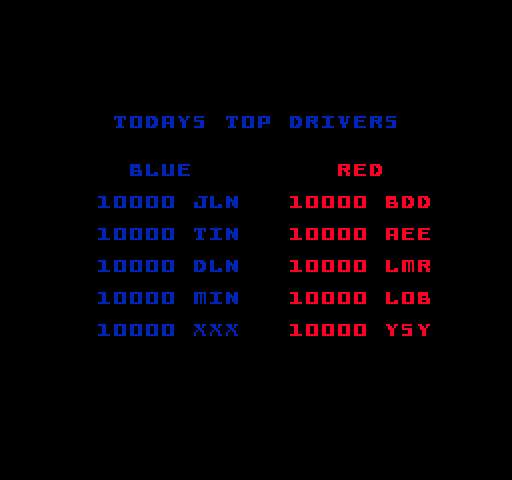 TODAYS TOP DRIVERS
BLUE RED
10000 JLN 10000 BDD
10000 TIN 10000 AEE
10000 DLN 10000 LMR
10000 MIN 10000 LOB
10000 XXX 10000 YSY